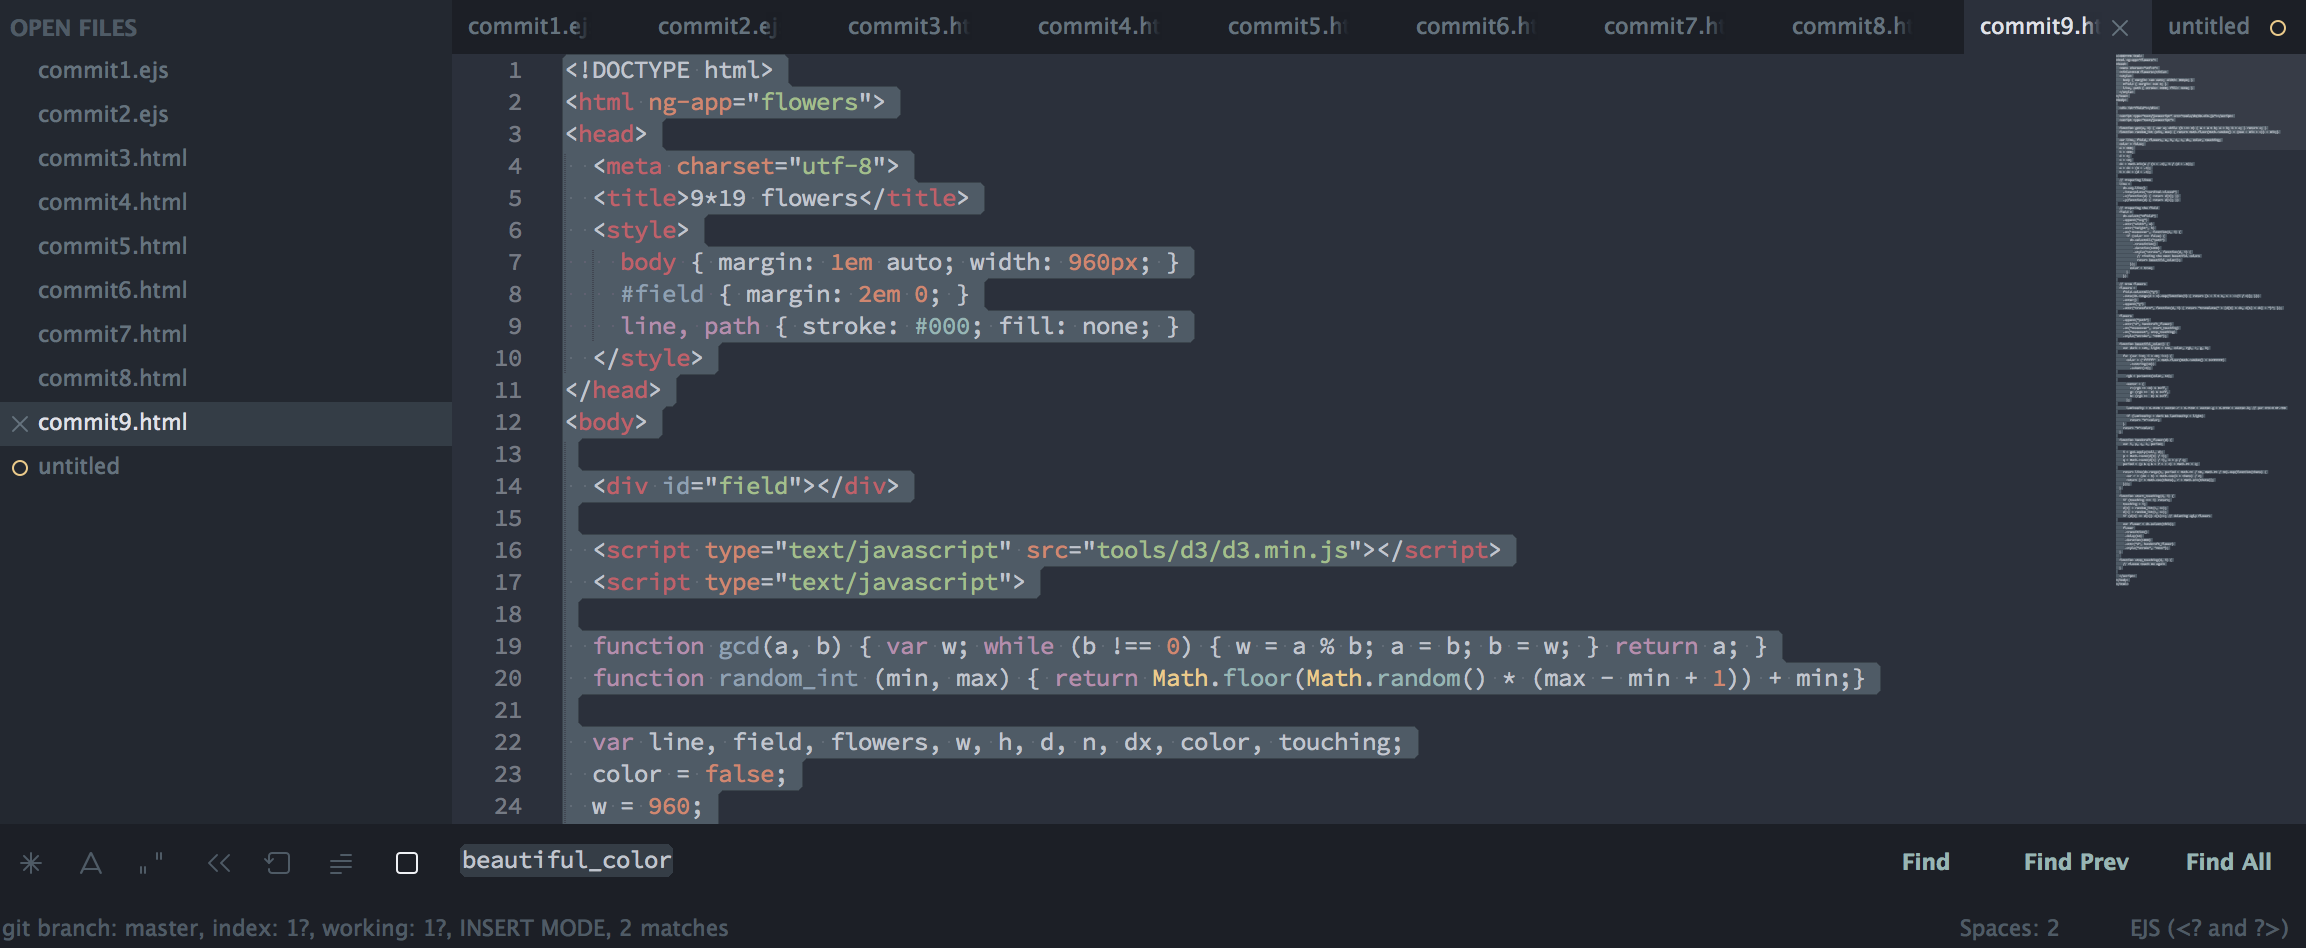 OPEN FILES
commit1.ejs
commit2.ejs
commit3.html
commit4.html
commit5.html
commit6.html
commit7.html
commit8.html
commit9.html
untitled
commit1.ej commit2.ej commit3.ht commit4.ht commit5.ht commit6.ht commit7.ht commit8.ht commit9.ht untitled
1 <!DOCTYPE html>
2 <html ng-app="flowers">
3 <head>
4 <meta charset="utf-8">
5 <title>9*19 flowers</title>
6 <style>
7 body { margin: 1em auto; width: 960px; }
8 #field { margin: 2em 0; }
9 line, path { stroke: #000; fill: none; }
10 </style>
11 </head>
12 <body>
13
14 <div id="field"></div>
15
16 <script type="text/javascript" src="tools/d3/d3.min.js"></script>
17 <script type="text/javascript">
18
19 function gcd(a, b) { var w; while (b !== 0) { w = a % b; a = b; b = w; } return a; }
20 function random_int (min, max) { return Math.floor(Math.random() * (max - min + 1)) + min;}
21
22 var line, field, flowers, w, h, d, n, dx, color, touching;
23 color = false;
24 w = 960;
beautiful_color
Find Find Prev Find All
git branch: master, index: 1?, working: 1?, INSERT MODE, 2 matches
Spaces: 2 EJS (<? and ?>)